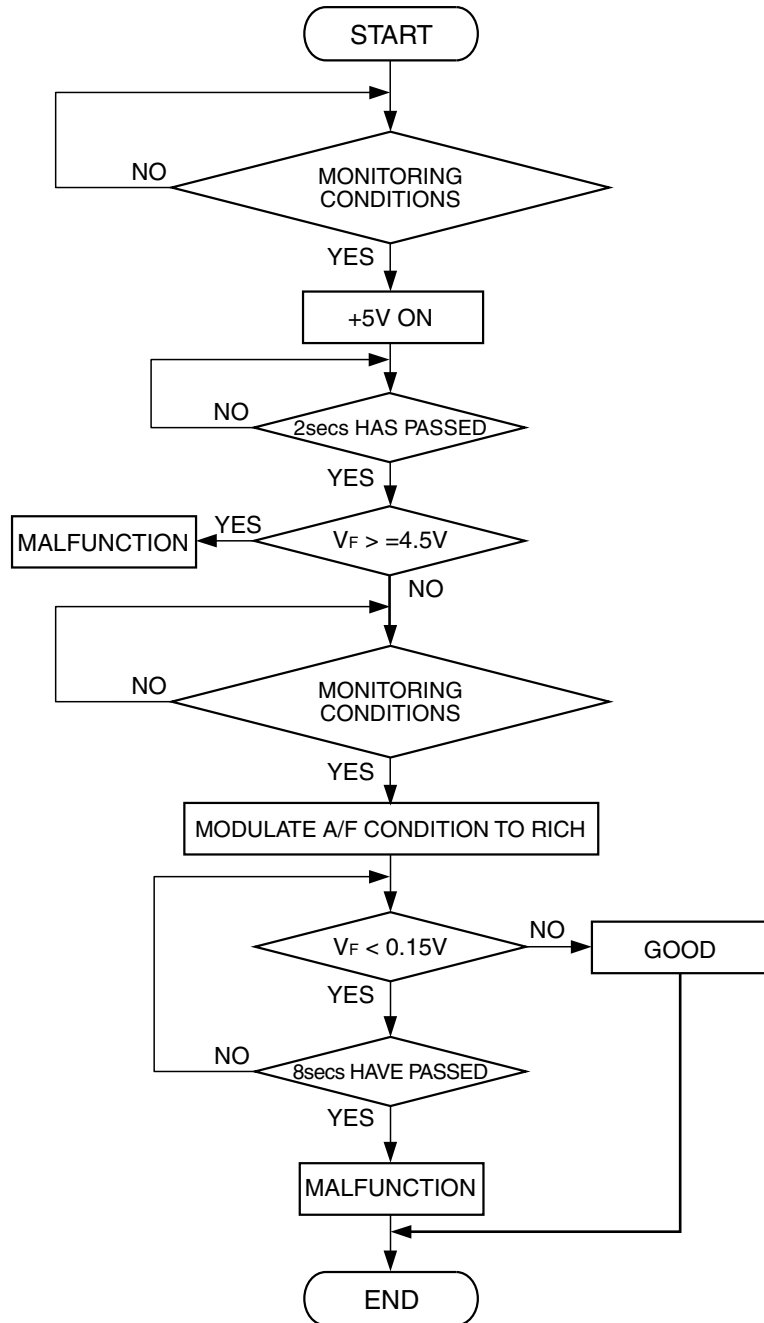 START
NO
MONITORING
CONDITIONS
YES
+5V ON
NO
2secs HAS PASSED
YES
MALFUNCTION
YES
VF > =4.5V
NO
NO
MONITORING
CONDITIONS
YES
MODULATE A/F CONDITION TO RICH
VF < 0.15V
NO
GOOD
YES
NO
8secs HAVE PASSED
YES
MALFUNCTION
END